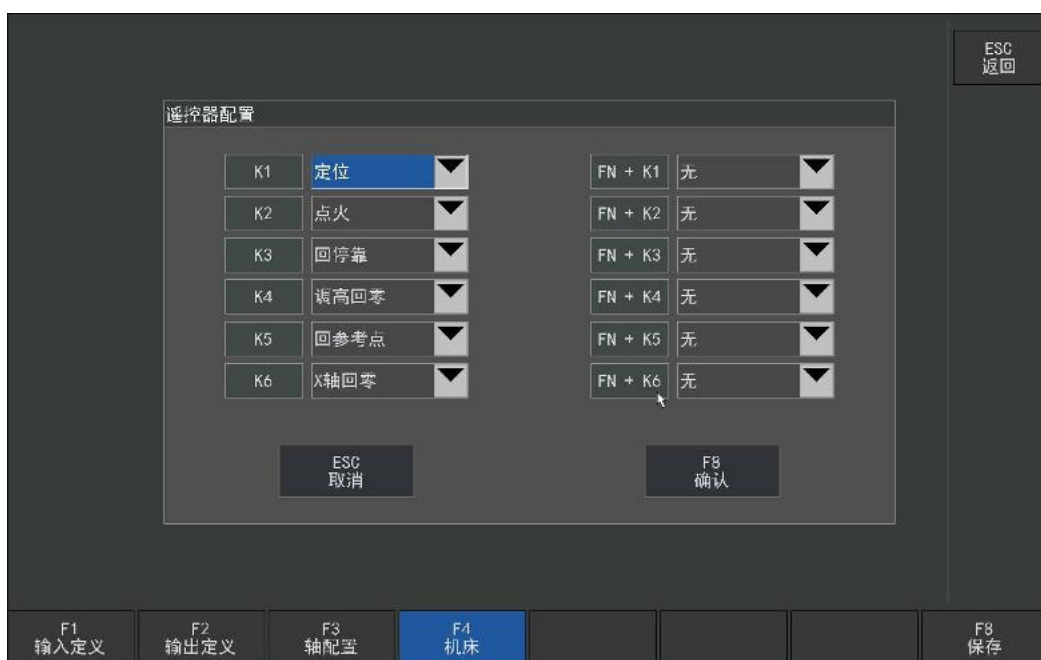 ESC
返回
遥控器配置
K1 定位 FN + K1 无
K2 点火 FN + K2 无
K3 回停靠 FN + K3 无
K4 调高回零 FN + K4 无
K5 回参考点 FN + K5 无
K6 X轴回零 FN + K6 无
ESC
取消
F8
确认
F1
输入定义
F2
输出定义
F3
轴配置
F4
机床
F8
保存